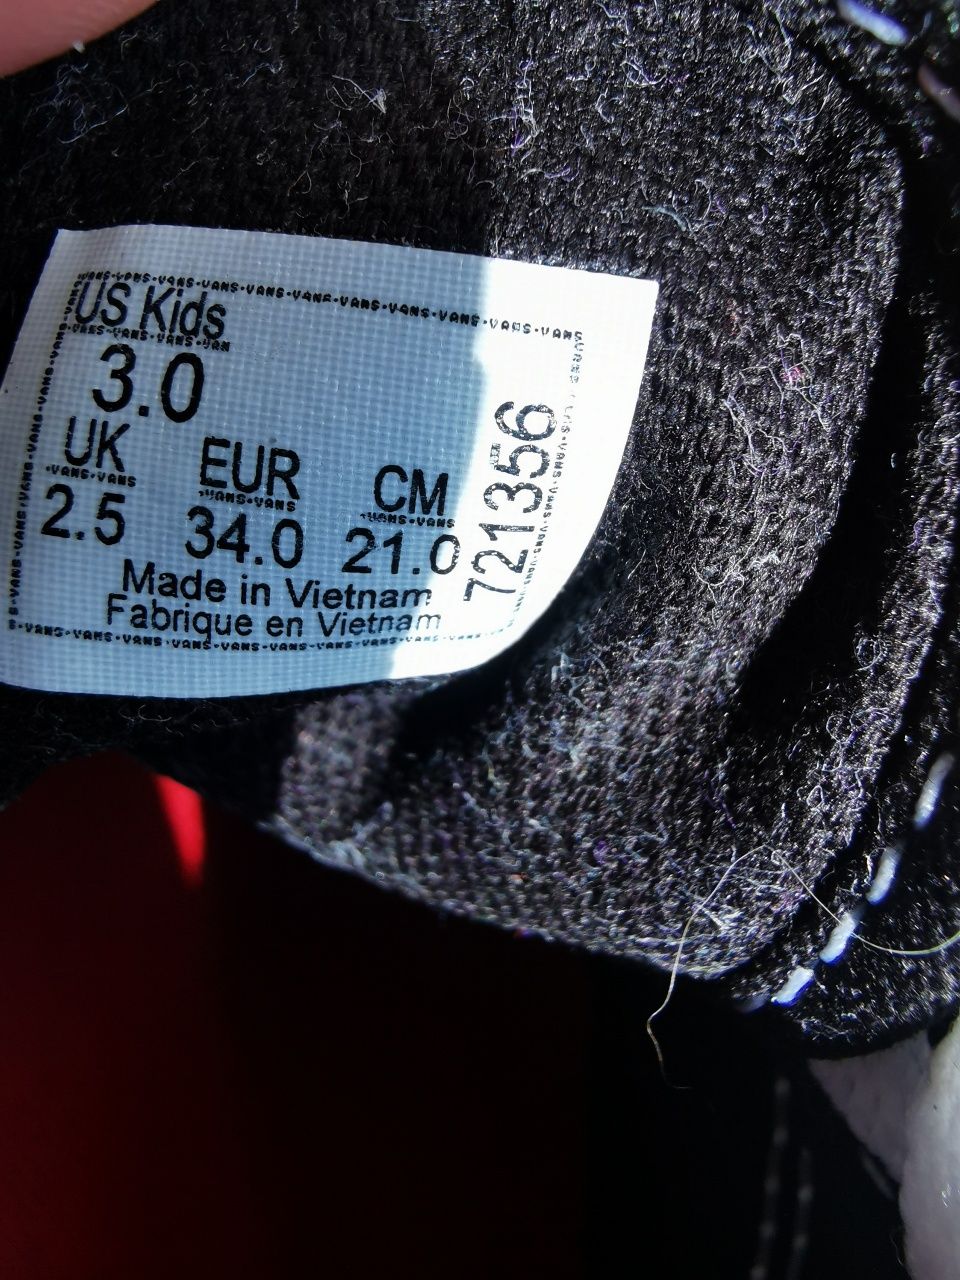 US Kids
3.0
UK
EUR
CM
2.5
34.0
21.0
Made in Vietnam
Fabrique en Vietnam
721356